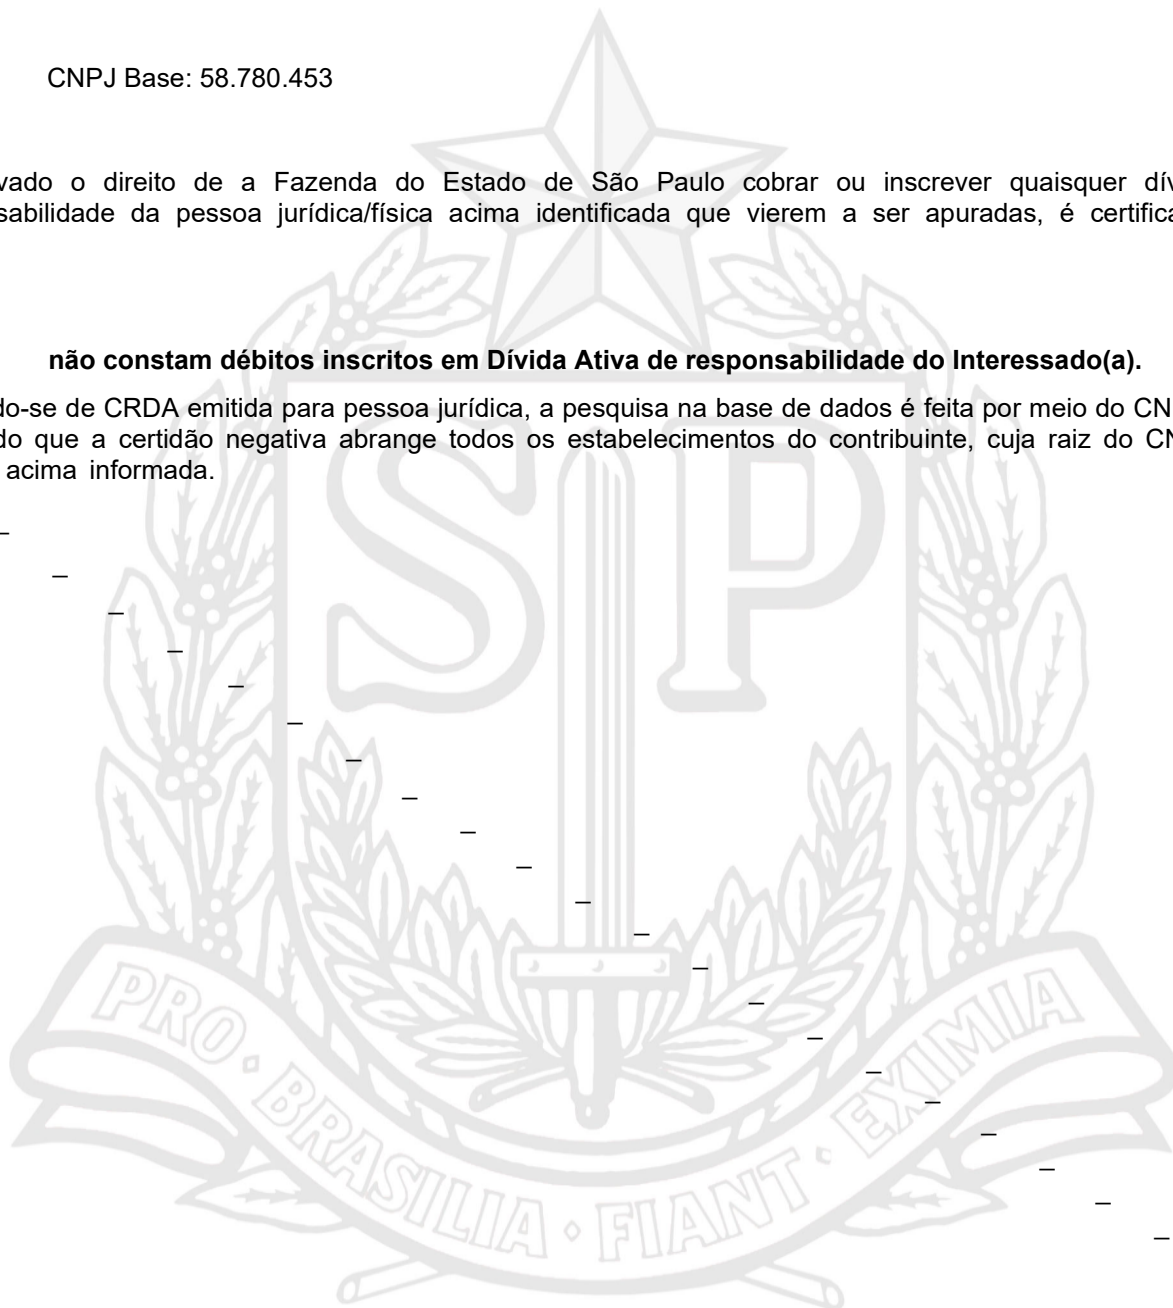 CNPJ Base: 58.780.453
vado o direito de a Fazenda do Estado de São Paulo cobrar ou inscrever quaisquer dív
sabilidade da pessoa jurídica/física acima identificada que vierem a ser apuradas, é certifica
não constam débitos inscritos em Dívida Ativa de responsabilidade do Interessado(a).
do-se de CRDA emitida para pessoa jurídica, a pesquisa na base de dados é feita por meio do CN
do que a certidão negativa abrange todos os estabelecimentos do contribuinte, cuja raiz do CN
acima informada.
SP
PRO • BRASILIA • FIANT • EXIMIA